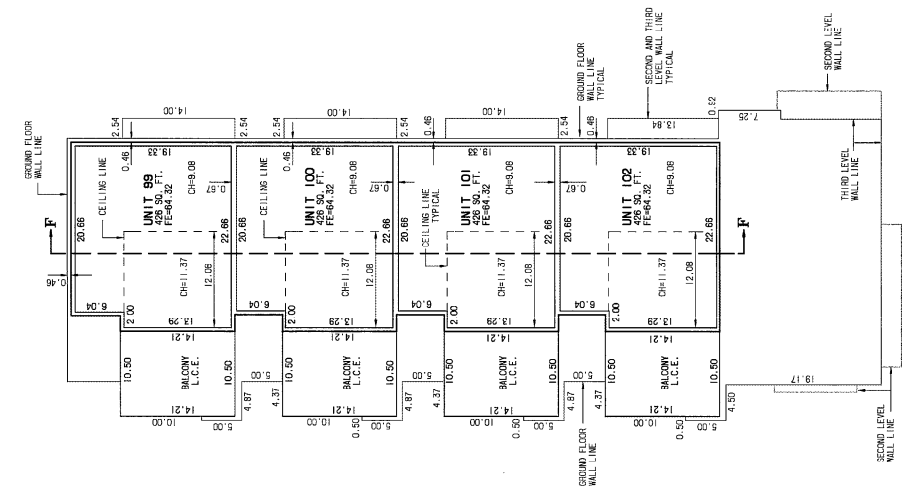 GROUND FLOOR
WALL LINE
F
0.46
20.66
CEILING LINE
UNIT 99
426 SQ. FT.
FE=64.32
CH=9.08
CH=11.37
12.08
19.33
0.46
14.00
2.54
2.54
6.04
2.00
13.29
14.21
22.66
0.67
10.50
BALCONY
L.C.E.
10.50
14.21
10.00
5.00
4.87
5.00
4.37
20.66
CEILING LINE
UNIT 100
426 SQ. FT.
FE=64.32
CH=9.08
CH=11.37
12.08
19.33
0.46
14.00
2.54
2.54
6.04
2.00
13.29
14.21
22.66
0.67
10.50
BALCONY
L.C.E.
10.50
14.21
10.00
0.50
5.00
4.87
5.00
4.37
20.66
CEILING LINE
TYPICAL
UNIT 101
426 SQ. FT.
FE=64.32
CH=9.08
CH=11.37
12.08
19.33
0.46
14.00
2.54
6.04
2.00
13.29
14.21
22.66
0.67
10.50
BALCONY
L.C.E.
10.50
14.21
10.00
0.50
5.00
4.87
5.00
4.37
GROUND FLOOR
WALL LINE
GROUND FLOOR
WALL LINE
TYPICAL
20.66
UNIT 102
426 SQ. FT.
FE=64.32
CH=9.08
CH=11.37
12.08
19.33
0.46
13.84
SECOND AND THIRD
LEVEL WALL LINE
TYPICAL
6.04
2.00
13.29
14.21
22.66
10.50
BALCONY
L.C.E.
10.50
14.21
10.00
0.50
5.00
4.50
F
7.25
SECOND LEVEL
WALL LINE
THIRD LEVEL
WALL LINE
19.17
SECOND LEVEL
WALL LINE